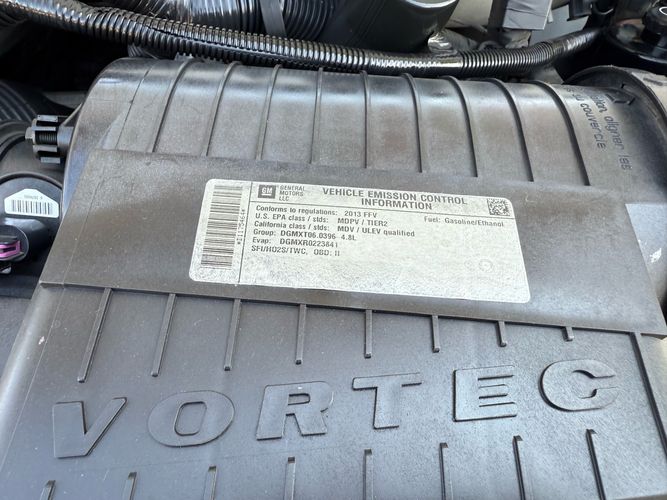 GM GENERAL MOTORS LLC
VEHICLE EMISSION CONTROL INFORMATION
Conforms to regulations: 2013 FFV
U.S. EPA class / stds: MDPV / TIER2
Fuel: Gasoline/Ethanol
California class / stds: MDV / ULEV qualified
Group: DGMXT06.0396 4.8L
Evap: DGMXR0223841
SFI/HO2S/TWC, OBD: II
VORTEC
couvercle